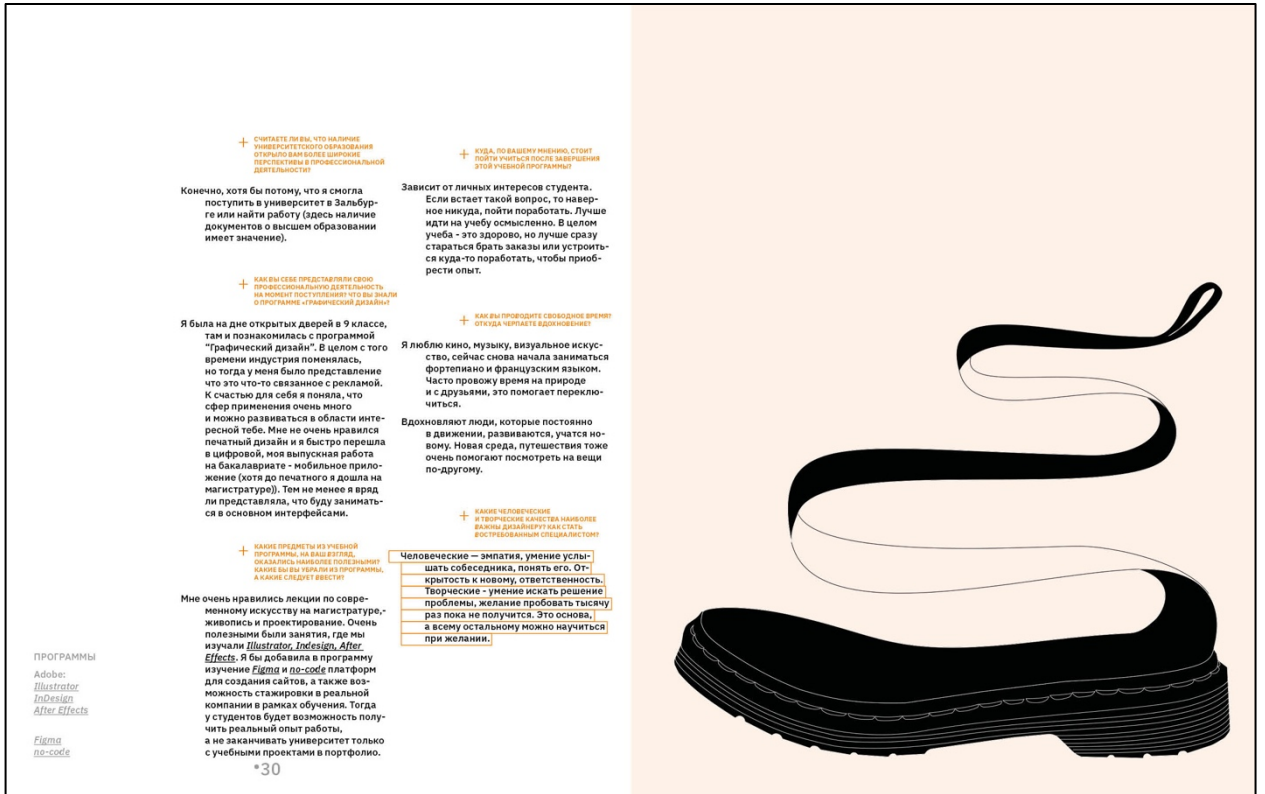 + СЧИТАЕТЕ ЛИ ВЫ, ЧТО НАЛИЧИЕ
УНИВЕРСИТЕТСКОГО ОБРАЗОВАНИЯ
ОТКРЫЛО ВАМ БОЛЕЕ ШИРОКИЕ
ПЕРСПЕКТИВЫ В ПРОФЕССИОНАЛЬНОЙ
ДЕЯТЕЛЬНОСТИ?
Конечно, хотя бы потому, что я смогла
поступить в университет в Зальбур-
ге или найти работу (здесь наличие
документов о высшем образовании
имеет значение).
+ КАК ВЫ СЕБЕ ПРЕДСТАВЛЯЛИ СВОЮ
ПРОФЕССИОНАЛЬНУЮ ДЕЯТЕЛЬНОСТЬ
НА МОМЕНТ ПОСТУПЛЕНИЯ? ЧТО ВЫ ЗНАЛИ
О ПРОГРАММЕ «ГРАФИЧЕСКИЙ ДИЗАЙН»?
Я была на дне открытых дверей в 9 классе,
там и познакомилась с программой
"Графический дизайн". В целом с того
времени индустрия поменялась,
но тогда у меня было представление
что это что-то связанное с рекламой.
К счастью для себя я поняла, что
сфер применения очень много
и можно развиваться в области инте-
ресной тебе. Мне не очень нравился
печатный дизайн и я быстро перешла
в цифровой, моя выпускная работа
на бакалавриате - мобильное прило-
жение (хотя до печатного я дошла на
магистратуре)). Тем не менее я вряд
ли представляла, что буду занимать-
ся в основном интерфейсами.
+ КАКИЕ ПРЕДМЕТЫ ИЗ УЧЕБНОЙ
ПРОГРАММЫ, НА ВАШ ВЗГЛЯД,
ОКАЗАЛИСЬ НАИБОЛЕЕ ПОЛЕЗНЫМИ?
КАКИЕ БЫ ВЫ УБРАЛИ ИЗ ПРОГРАММЫ,
А КАКИЕ СЛЕДУЕТ ВВЕСТИ?
Мне очень нравились лекции по совре-
менному искусству на магистратуре,-
живопись и проектирование. Очень
полезными были занятия, где мы
изучали Illustrator, Indesign, After
Effects. Я бы добавила в программу
изучение Figma и no-code платформ
для создания сайтов, а также воз-
можность стажировки в реальной
компании в рамках обучения. Тогда
у студентов будет возможность полу-
чить реальный опыт работы,
а не заканчивать университет только
с учебными проектами в портфолио.
+ КУДА, ПО ВАШЕМУ МНЕНИЮ, СТОИТ
ПОЙТИ УЧИТЬСЯ ПОСЛЕ ЗАВЕРШЕНИЯ
ЭТОЙ УЧЕБНОЙ ПРОГРАММЫ?
Зависит от личных интересов студента.
Если встает такой вопрос, то навер-
ное никуда, пойти поработать. Лучше
идти на учебу осмысленно. В целом
учеба - это здорово, но лучше сразу
стараться брать заказы или устроить-
ся куда-то поработать, чтобы приоб-
рести опыт.
+ КАК ВЫ ПРОВОДИТЕ СВОБОДНОЕ ВРЕМЯ?
ОТКУДА ЧЕРПАЕТЕ ВДОХНОВЕНИЕ?
Я люблю кино, музыку, визуальное искус-
ство, сейчас снова начала заниматься
фортепиано и французским языком.
Часто провожу время на природе
и с друзьями, это помогает переклю-
читься.
Вдохновляют люди, которые постоянно
в движении, развиваются, учатся но-
вому. Новая среда, путешествия тоже
очень помогают посмотреть на вещи
по-другому.
+ КАКИЕ ЧЕЛОВЕЧЕСКИЕ
И ТВОРЧЕСКИЕ КАЧЕСТВА НАИБОЛЕЕ
ВАЖНЫ ДИЗАЙНЕРУ? КАК СТАТЬ
ВОСТРЕБОВАННЫМ СПЕЦИАЛИСТОМ?
Человеческие — эмпатия, умение услы-
шать собеседника, понять его. От-
крытость к новому, ответственность.
Творческие - умение искать решение
проблемы, желание пробовать тысячу
раз пока не получится. Это основа,
а всему остальному можно научиться
при желании.
ПРОГРАММЫ
Adobe:
Illustrator
InDesign
After Effects
Figma
no-code
*30